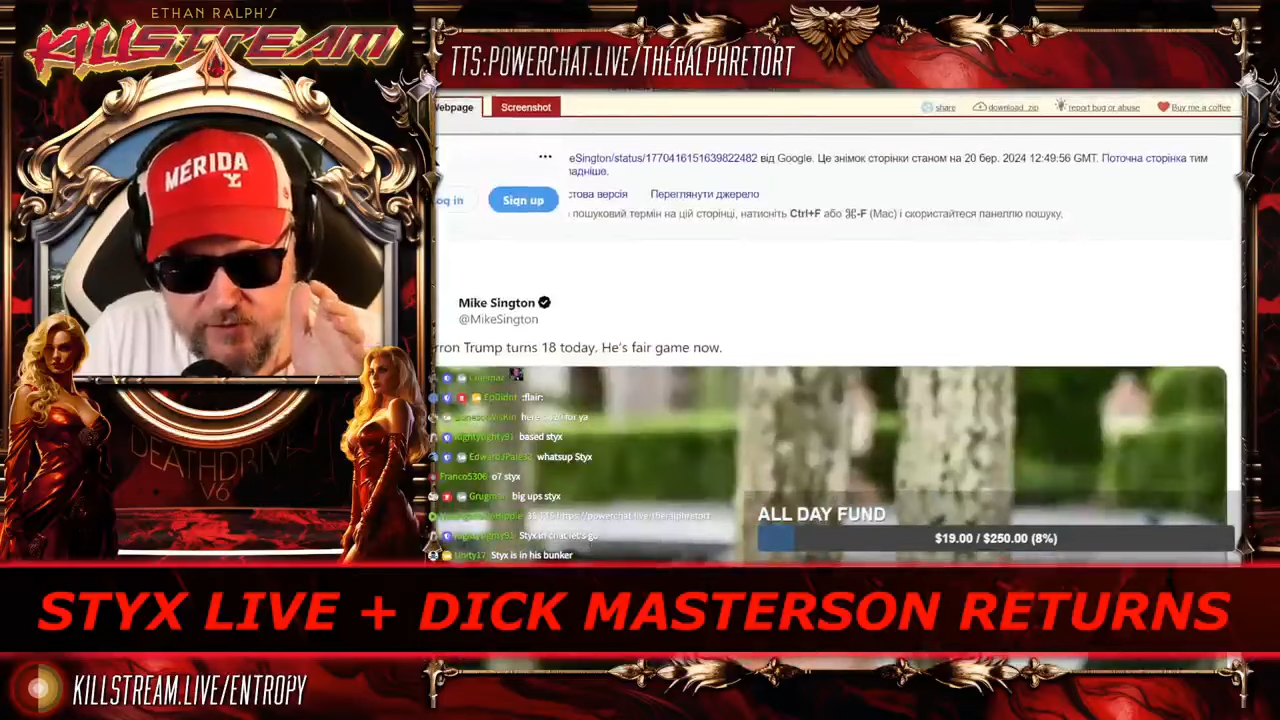 ETHAN RALPH'S
KILLSTREAM
TTS:POWERCHAT.LIVE/THERALPHRETORT
Webpage Screenshot share download .zip report bug or abuse Buy me a coffee
MERIDA
eSington/status/1770416151639822482 від Google. Це знімок сторінки станом на 20 бер. 2024 12:49:56 GMT. Поточна сторінка тим
Sign up
Переглянути джерело
пошуковий термін на цій сторінці, натисніть Ctrl+F або ⌘-F (Mac) і скористайтеся панеллю пошуку.
Mike Sington
@MikeSington
rron Trump turns 18 today. He's fair game now.
:flair:
based styx
whatsup Styx
Franco5306 o7 styx
big ups styx
Styx in chat let's go
Unity17 Styx is in his bunker
ALL DAY FUND
$19.00 / $250.00 (8%)
DEATHDRIVE
V6
STYX LIVE + DICK MASTERSON RETURNS
KILLSTREAM.LIVE/ENTROPY